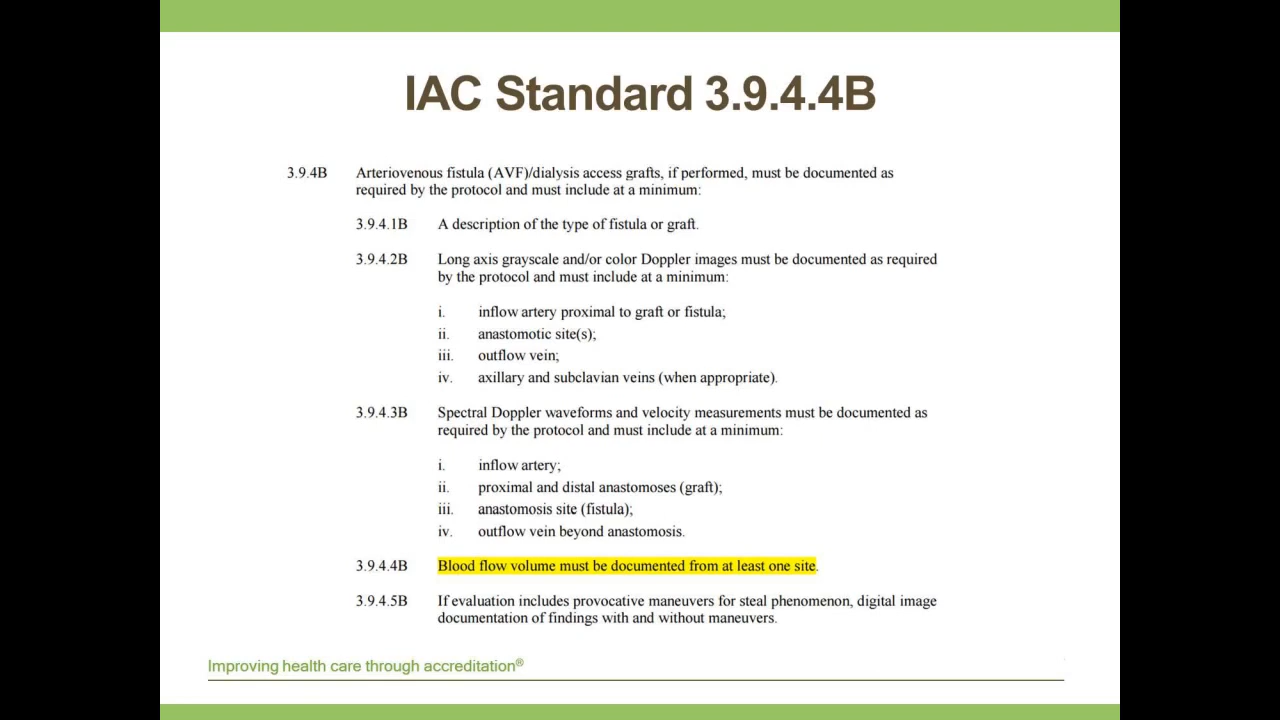 IAC Standard 3.9.4.4B
3.9.4B Arteriovenous fistula (AVF)/dialysis access grafts, if performed, must be documented as
required by the protocol and must include at a minimum:
3.9.4.1B A description of the type of fistula or graft.
3.9.4.2B Long axis grayscale and/or color Doppler images must be documented as required
by the protocol and must include at a minimum:
i. inflow artery proximal to graft or fistula;
ii. anastomotic site(s);
iii. outflow vein;
iv. axillary and subclavian veins (when appropriate).
3.9.4.3B Spectral Doppler waveforms and velocity measurements must be documented as
required by the protocol and must include at a minimum:
i. inflow artery;
ii. proximal and distal anastomoses (graft);
iii. anastomosis site (fistula);
iv. outflow vein beyond anastomosis.
3.9.4.4B Blood flow volume must be documented from at least one site.
3.9.4.5B If evaluation includes provocative maneuvers for steal phenomenon, digital image
documentation of findings with and without maneuvers.
Improving health care through accreditation®